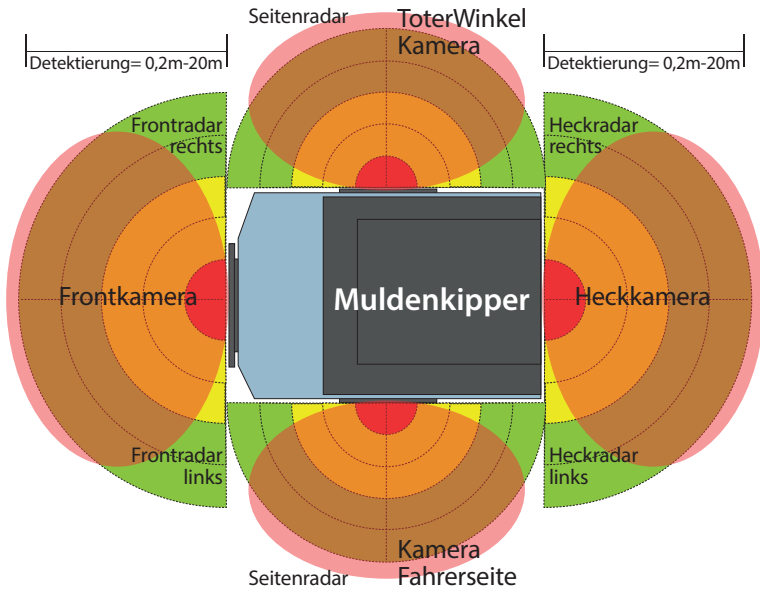 Seitenradar
ToterWinkel
Kamera
Detektierung= 0,2m-20m
Detektierung= 0,2m-20m
Frontradar
rechts
Heckradar
rechts
Frontkamera
Muldenkipper
Heckkamera
Frontradar
links
Heckradar
links
Kamera
Fahrerseite
Seitenradar